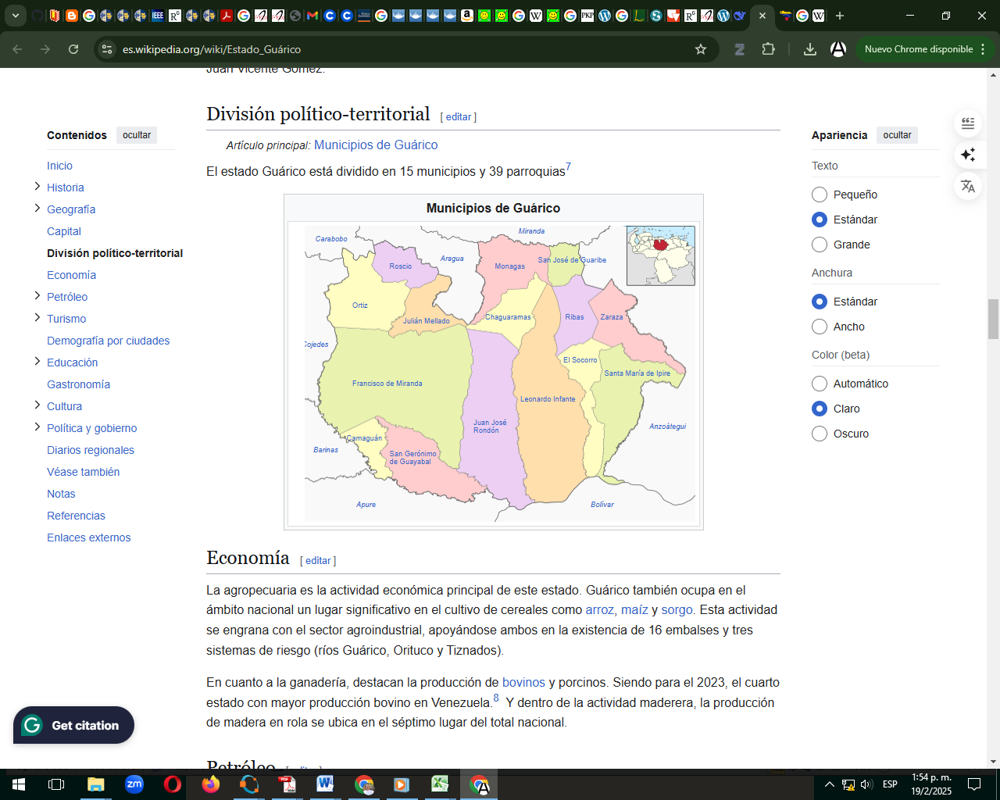 Nuevo Chrome disponible
es.wikipedia.org/wiki/Estado_Guárico
Juan Vicente Gómez.
División político-territorial [ editar ]
Artículo principal: Municipios de Guárico
El estado Guárico está dividido en 15 municipios y 39 parroquias7
Contenidos ocultar
Inicio
Historia
Geografía
Capital
División político-territorial
Economía
Petróleo
Turismo
Demografía por ciudades
Educación
Gastronomía
Cultura
Política y gobierno
Diarios regionales
Véase también
Notas
Referencias
Enlaces externos
Municipios de Guárico
Carabobo
Miranda
Aragua
Roscio
Monagas
San José de Guaribe
Ortiz
Julián Mellado
Chaguaramas
Ribas
Zaraza
Cojedes
El Socorro
Santa María de Ipire
Francisco de Miranda
Leonardo Infante
Juan José
Rondón
Anzoátegui
Camaguán
Barinas
San Gerónimo
de Guayabal
Apure
Bolívar
Economía [ editar ]
La agropecuaria es la actividad económica principal de este estado. Guárico también ocupa en el
ámbito nacional un lugar significativo en el cultivo de cereales como arroz, maíz y sorgo. Esta actividad
se engrana con el sector agroindustrial, apoyándose ambos en la existencia de 16 embalses y tres
sistemas de riesgo (ríos Guárico, Orituco y Tiznados).
En cuanto a la ganadería, destacan la producción de bovinos y porcinos. Siendo para el 2023, el cuarto
estado con mayor producción bovino en Venezuela.8 Y dentro de la actividad maderera, la producción
de madera en rola se ubica en el séptimo lugar del total nacional.
Petróleo [ editar ]
Apariencia ocultar
Texto
Pequeño
Estándar
Grande
Anchura
Estándar
Ancho
Color (beta)
Automático
Claro
Oscuro
Get citation
ESP
1:54 p. m.
19/2/2025